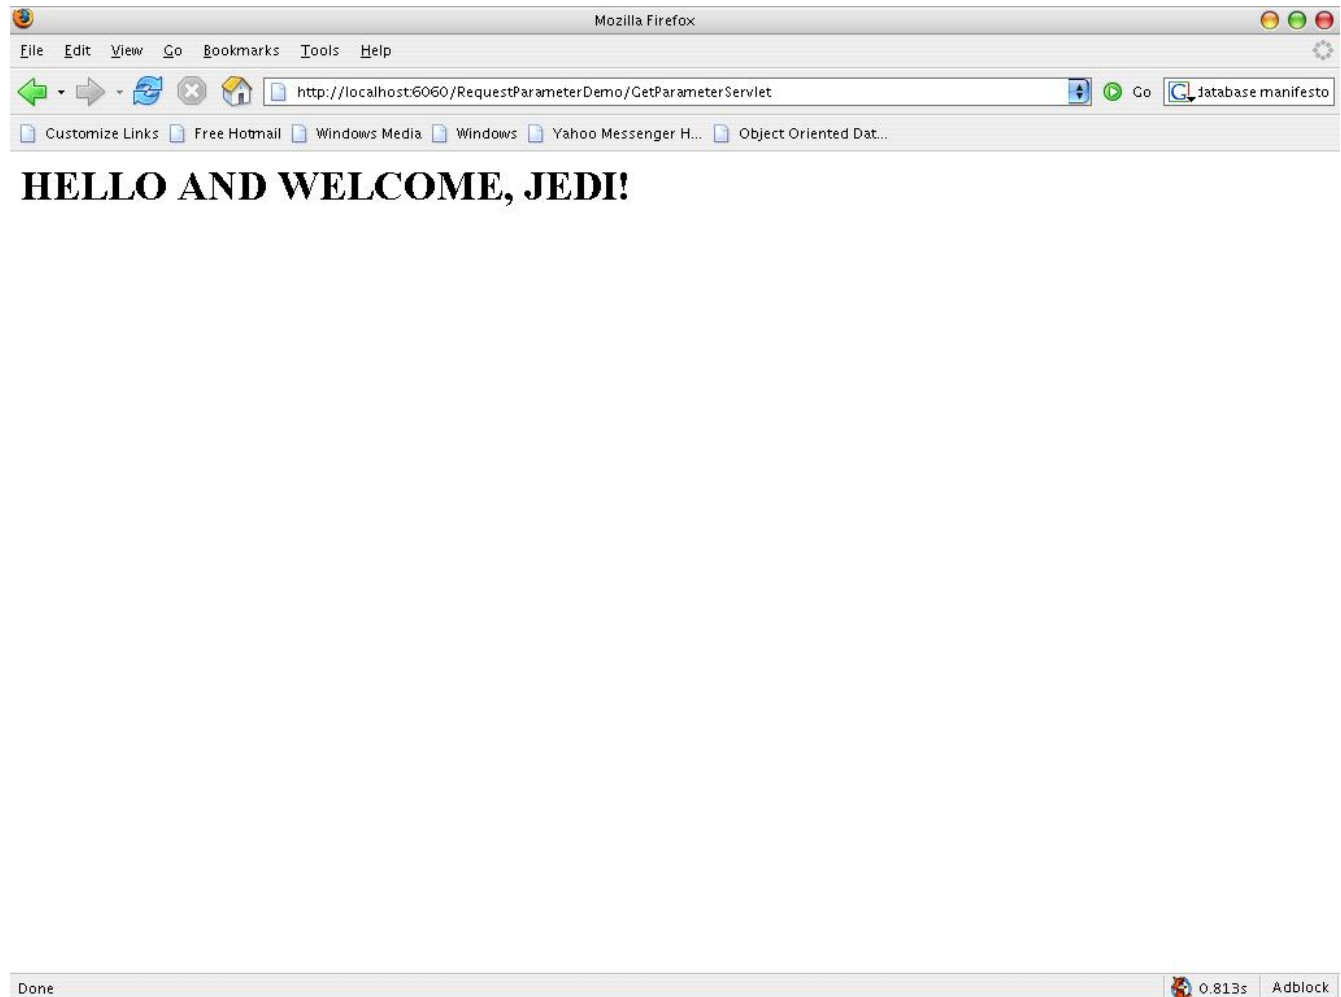 Mozilla Firefox
File Edit View Go Bookmarks Tools Help
http://localhost:6060/RequestParameterDemo/GetParameterServlet Go G database manifesto
Customize Links Free Hotmail Windows Media Windows Yahoo Messenger H... Object Oriented Dat...
HELLO AND WELCOME, JEDI!
Done 0.813s Adblock